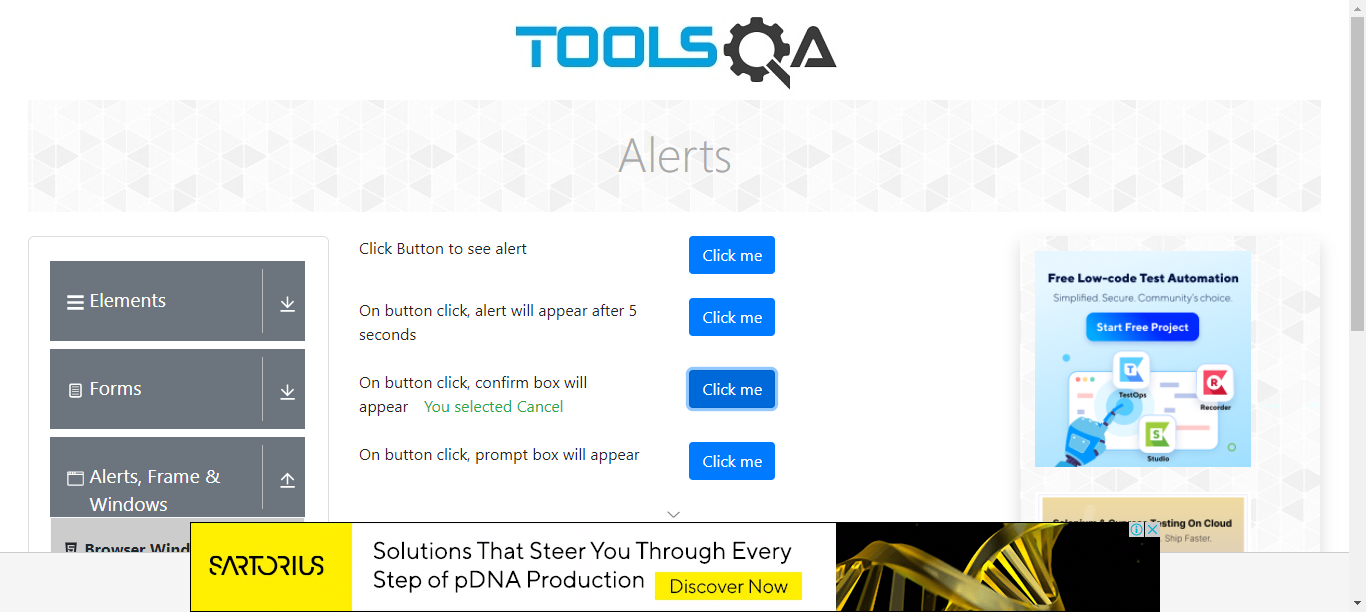 TOOLSQA
Alerts
Elements
Forms
Alerts, Frame &
Windows
Click Button to see alert
Click me
On button click, alert will appear after 5
seconds
Click me
On button click, confirm box will
appear You selected Cancel
Click me
On button click, prompt box will appear
Click me
Free Low-code Test Automation
Simplified. Secure. Community's choice.
Start Free Project
TestOps
Recorder
Studio
Testing On Cloud
Ship Faster.
Browser Wind
SARTORIUS
Solutions That Steer You Through Every
Step of pDNA Production
Discover Now